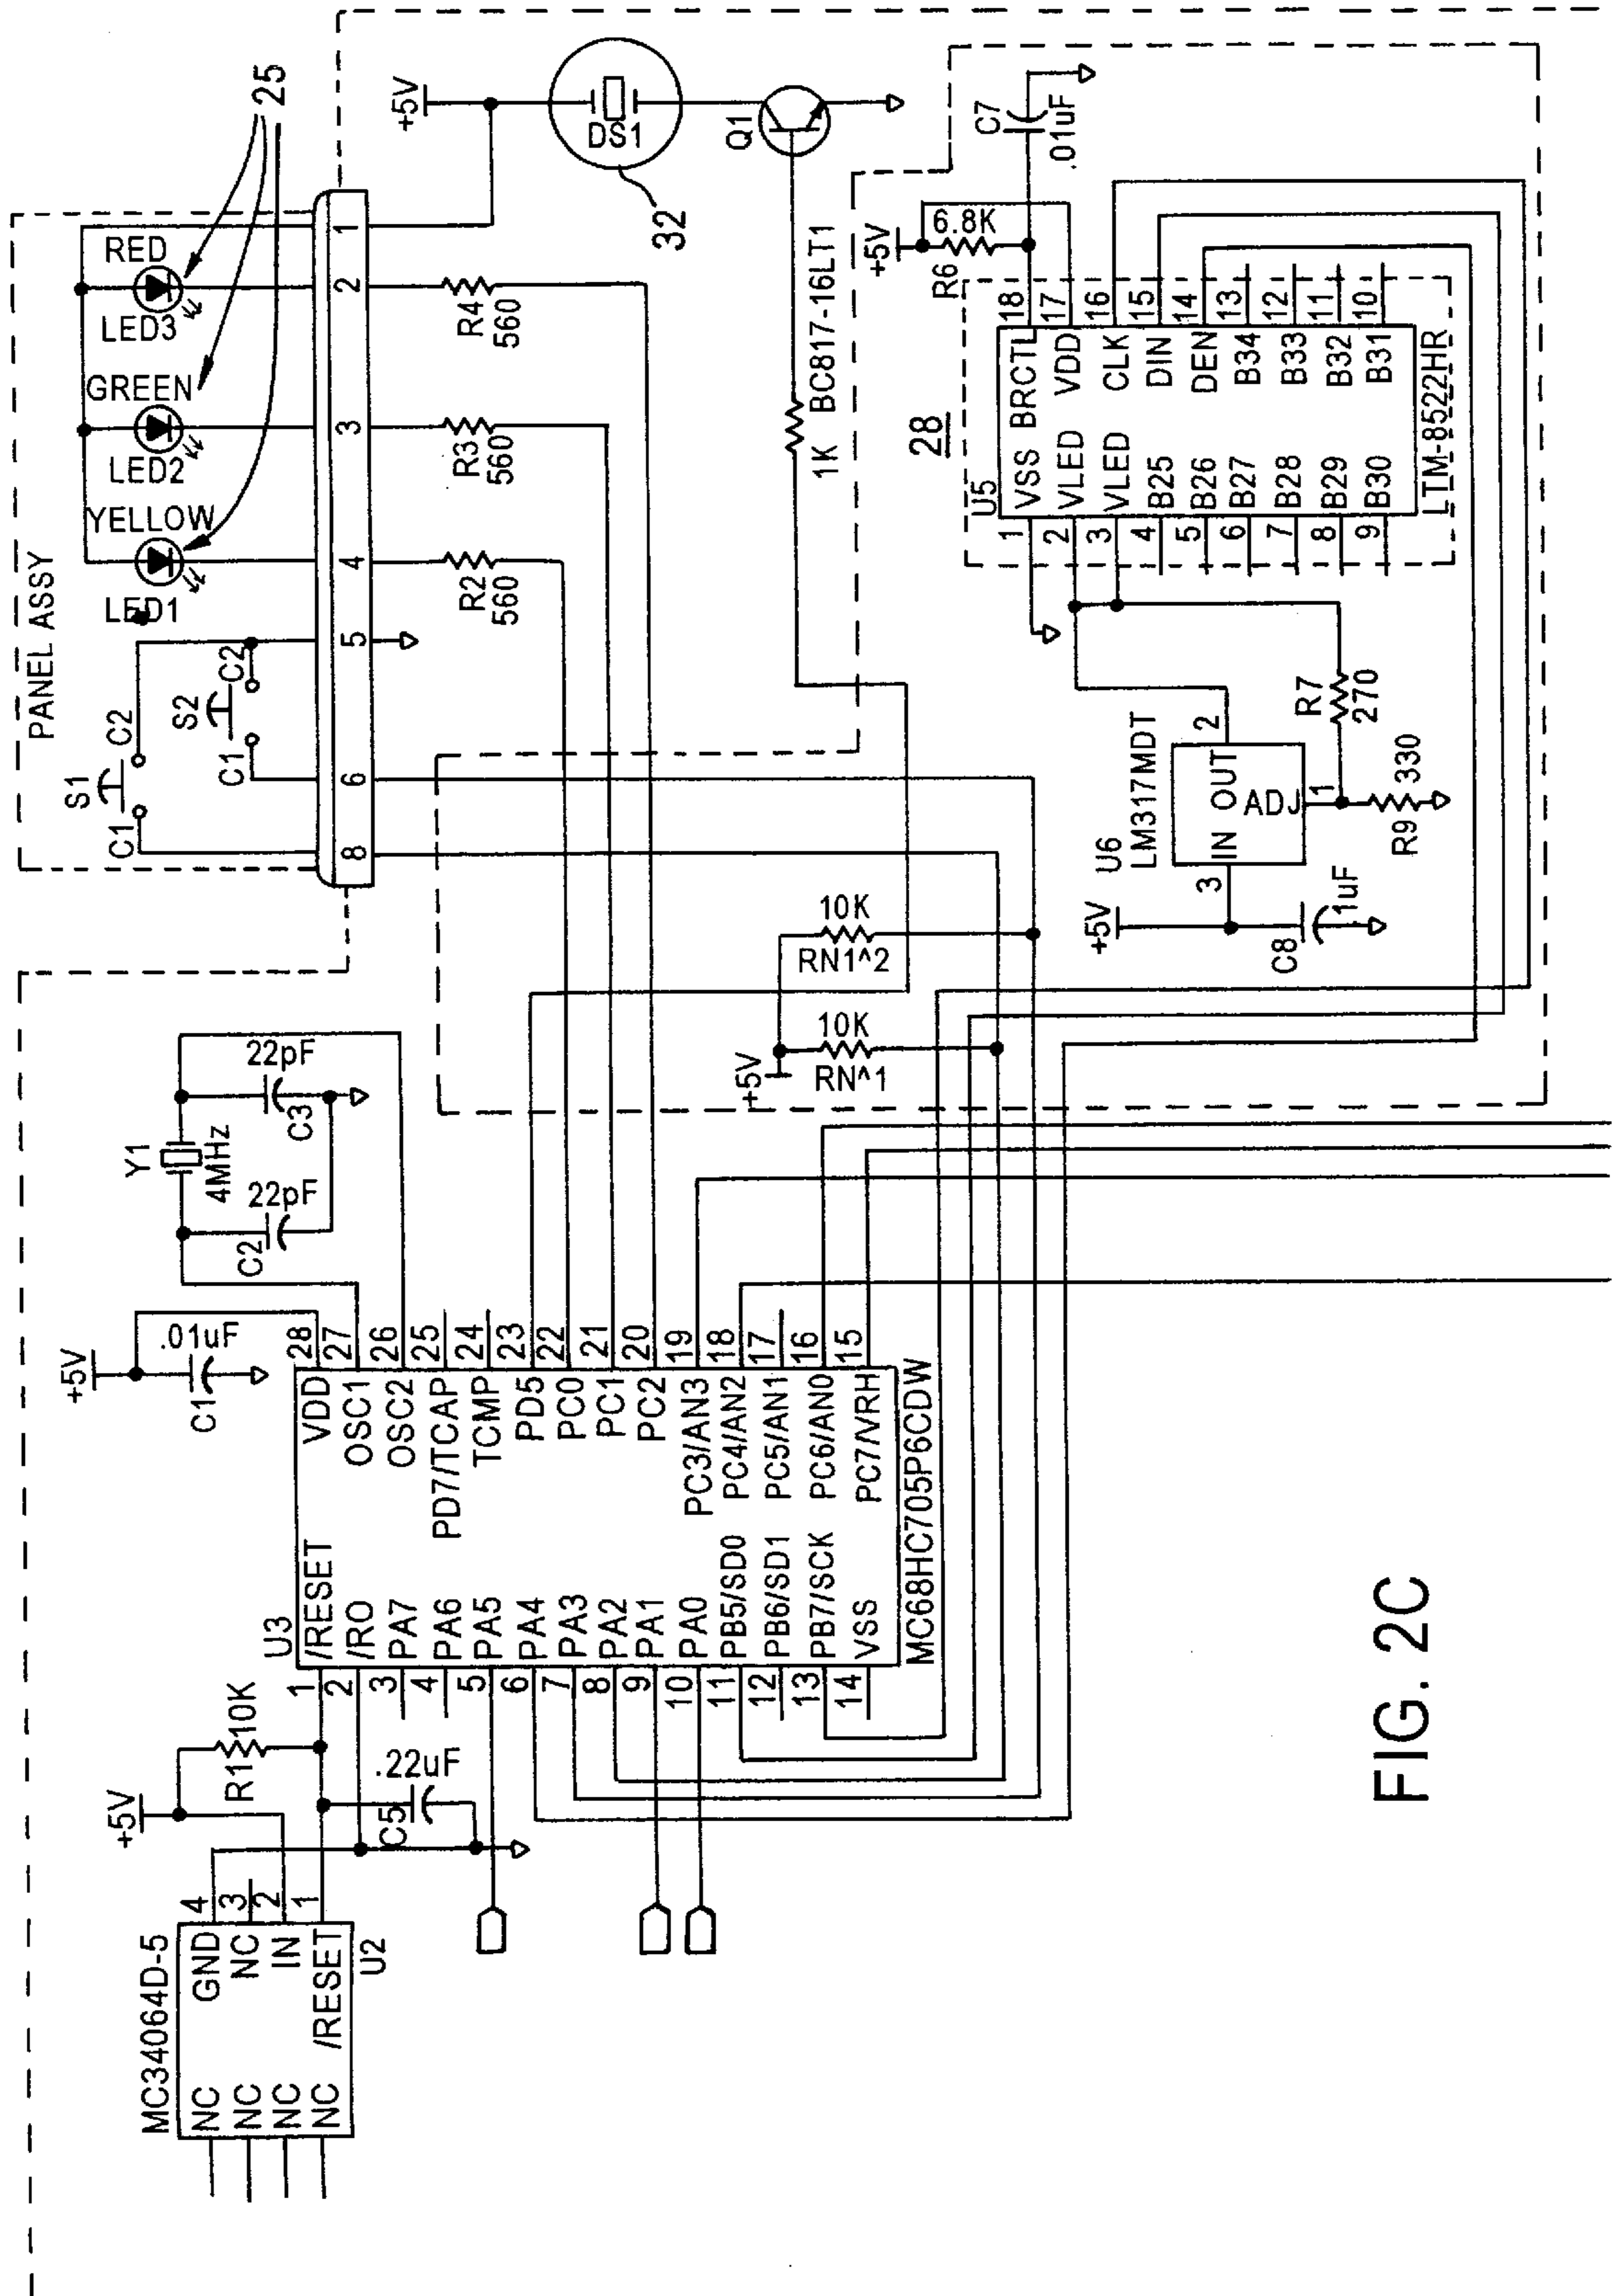 PANEL ASSY
S1
C1
C2
S2
C1
C2
YELLOW
LED1
GREEN
LED2
RED
LED3
25
8
6
5
4
3
2
1
R2
560
R3
560
R4
560
+5V
DS1
32
Q1
1K BC817-16LT1
MC34064D-5
NC
NC
NC
NC
GND
NC
IN
/RESET
4
3
2
1
U2
+5V
R1
10K
C5
.22uF
+5V
.01uF
C1
Y1
4MHz
22pF
C2
22pF
C3
U3
/RESET
/RO
PA7
PA6
PA5
PA4
PA3
PA2
PA1
PA0
PB5/SD0
PB6/SD1
PB7/SCK
VSS
1
2
3
4
5
6
7
8
9
10
11
12
13
14
VDD
OSC1
OSC2
PD7/TCAP
TCMP
PD5
PC0
PC1
PC2
PC3/AN3
PC4/AN2
PC5/AN1
PC6/AN0
PC7/VRH
28
27
26
25
24
23
22
21
20
19
18
17
16
15
MC68HC705P6CDW
+5V
10K
RN^1
10K
RN1^2
+5V
U6
LM317MDT
IN
OUT
ADJ
3
2
1
C8
1uF
R7
270
R9
330
28
U5
VSS
VLED
VLED
B25
B26
B27
B28
B29
B30
1
2
3
4
5
6
7
8
9
BRCTL
VDD
CLK
DIN
DEN
B34
B33
B32
B31
18
17
16
15
14
13
12
11
10
LTM-8522HR
+5V
R6
6.8K
C7
.01uF
FIG. 2C